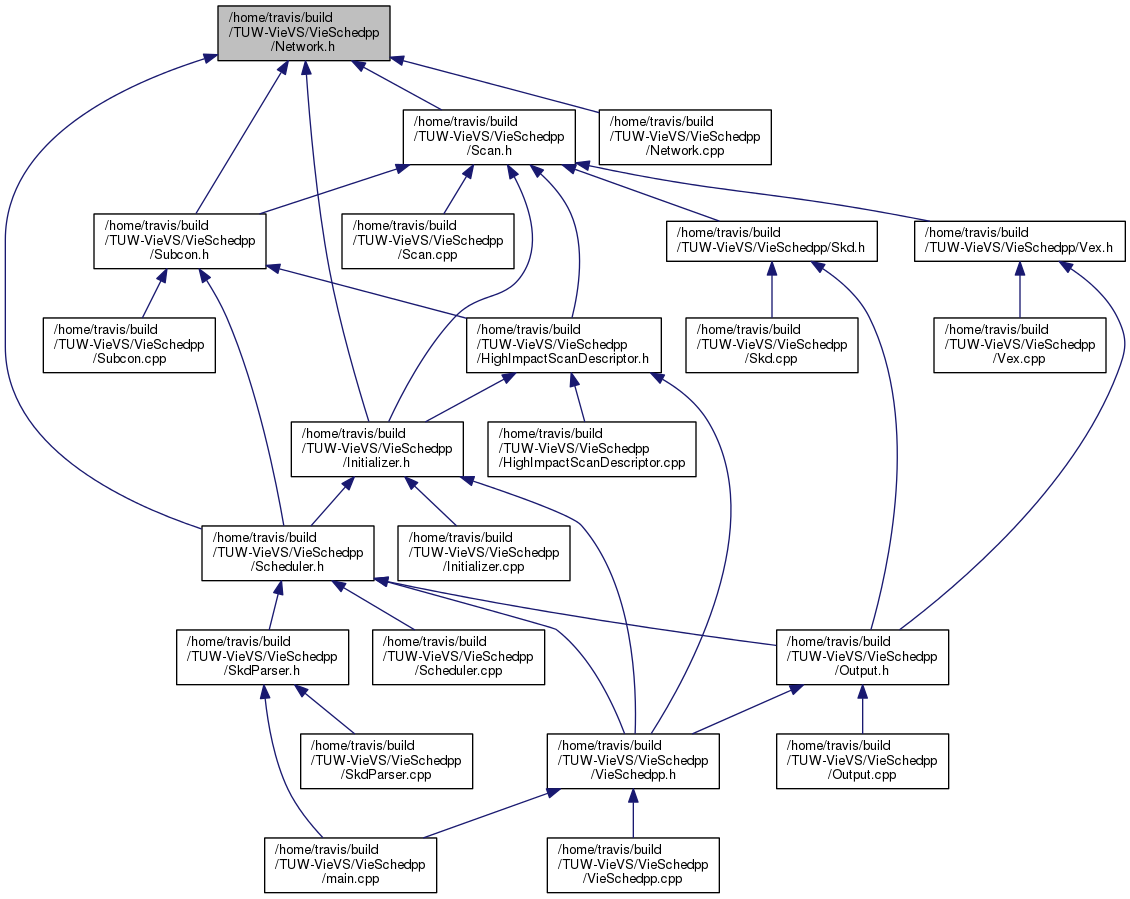 /home/travis/build
/TUW-VieVS/VieSchedpp
/Network.h
/home/travis/build
/TUW-VieVS/VieSchedpp
/Scan.h
/home/travis/build
/TUW-VieVS/VieSchedpp
/Network.cpp
/home/travis/build
/TUW-VieVS/VieSchedpp
/Subcon.h
/home/travis/build
/TUW-VieVS/VieSchedpp
/Scan.cpp
/home/travis/build
/TUW-VieVS/VieSchedpp/Skd.h
/home/travis/build
/TUW-VieVS/VieSchedpp/Vex.h
/home/travis/build
/TUW-VieVS/VieSchedpp
/Subcon.cpp
/home/travis/build
/TUW-VieVS/VieSchedpp
/HighImpactScanDescriptor.h
/home/travis/build
/TUW-VieVS/VieSchedpp
/Skd.cpp
/home/travis/build
/TUW-VieVS/VieSchedpp
/Vex.cpp
/home/travis/build
/TUW-VieVS/VieSchedpp
/Initializer.h
/home/travis/build
/TUW-VieVS/VieSchedpp
/HighImpactScanDescriptor.cpp
/home/travis/build
/TUW-VieVS/VieSchedpp
/Scheduler.h
/home/travis/build
/TUW-VieVS/VieSchedpp
/Initializer.cpp
/home/travis/build
/TUW-VieVS/VieSchedpp
/SkdParser.h
/home/travis/build
/TUW-VieVS/VieSchedpp
/Scheduler.cpp
/home/travis/build
/TUW-VieVS/VieSchedpp
/Output.h
/home/travis/build
/TUW-VieVS/VieSchedpp
/SkdParser.cpp
/home/travis/build
/TUW-VieVS/VieSchedpp
/VieSchedpp.h
/home/travis/build
/TUW-VieVS/VieSchedpp
/Output.cpp
/home/travis/build
/TUW-VieVS/VieSchedpp
/main.cpp
/home/travis/build
/TUW-VieVS/VieSchedpp
/VieSchedpp.cpp